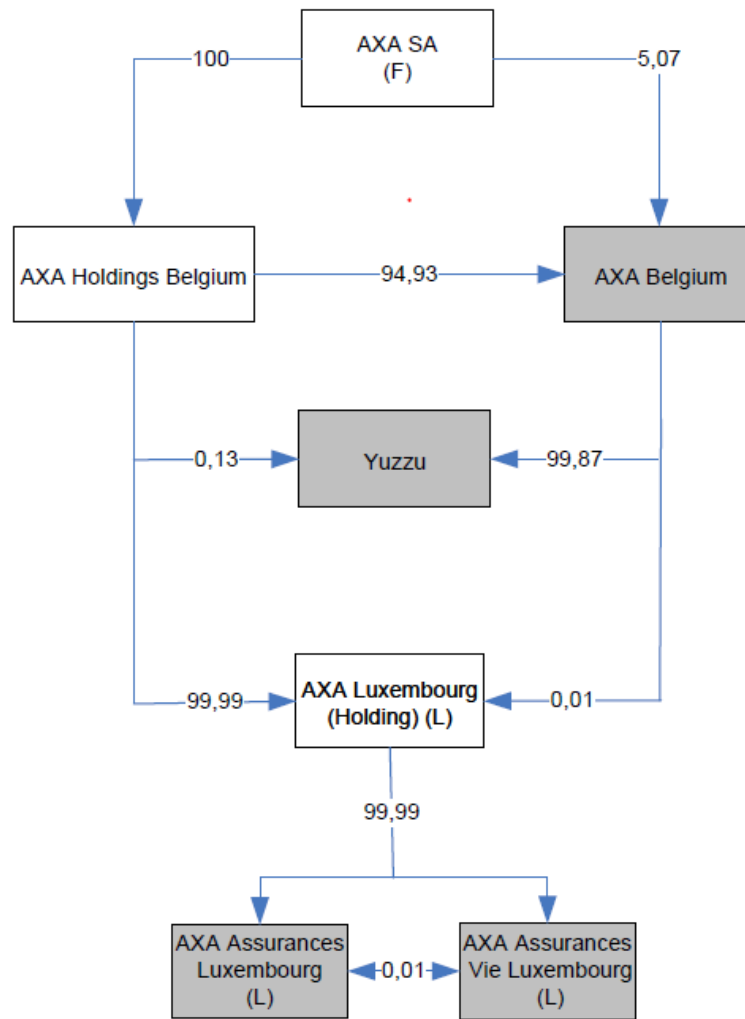 AXA SA
(F)
100
5,07
AXA Holdings Belgium
94,93
AXA Belgium
0,13
Yuzzu
99,87
99,99
AXA Luxembourg
(Holding) (L)
0,01
99,99
AXA Assurances
Luxembourg
(L)
0,01
AXA Assurances
Vie Luxembourg
(L)